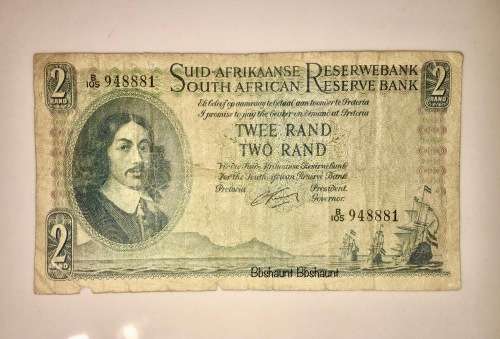 2
RAND
B/105 948881
SUID-AFRIKAANSE RESERWEBANK
SOUTH AFRICAN RESERVE BANK
2
RAND
Ek beloof op aanvraag te betaal aan toonder te Pretoria
I promise to pay the bearer on demand at Pretoria
TWEE RAND
TWO RAND
Vir die Suid-Afrikaanse Reserwebank
For the South African Reserve Bank
Pretoria President.
Governor.
B/105 948881
2
Bbshaunt Bbshaunt